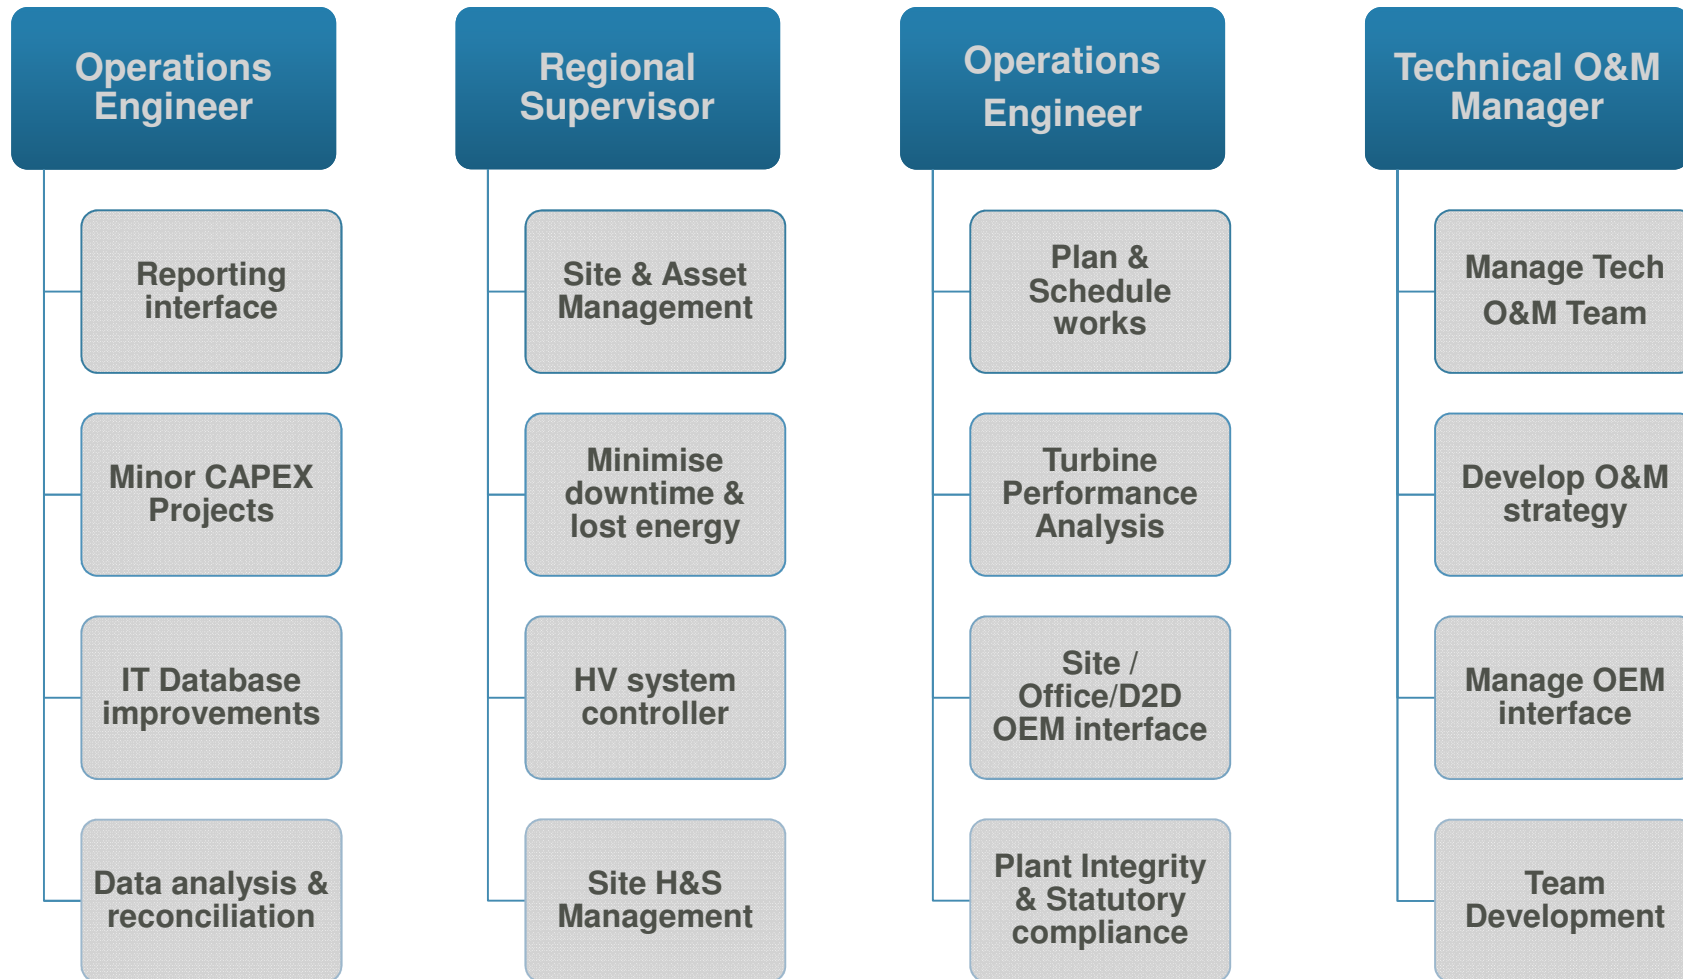 Operations
Engineer
Reporting
interface
Minor CAPEX
Projects
IT Database
improvements
Data analysis &
reconciliation
Regional
Supervisor
Site & Asset
Management
Minimise
downtime &
lost energy
HV system
controller
Site H&S
Management
Operations
Engineer
Plan &
Schedule
works
Turbine
Performance
Analysis
Site /
Office/D2D
OEM interface
Plant Integrity
& Statutory
compliance
Technical O&M
Manager
Manage Tech
O&M Team
Develop O&M
strategy
Manage OEM
interface
Team
Development